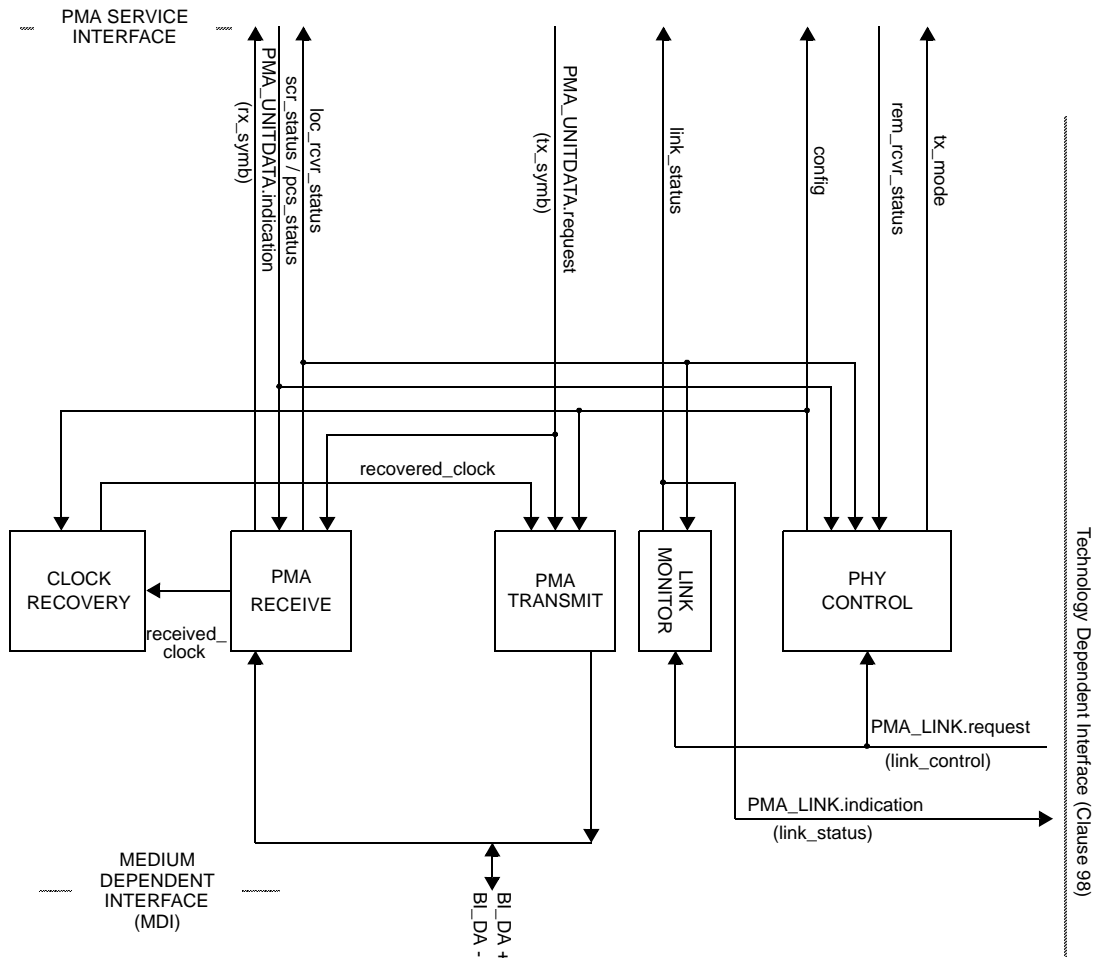 PMA SERVICE
INTERFACE
PMA_UNITDATA.indication
(rx_symb)
scr_status / pcs_status
loc_rcvr_status
PMA_UNITDATA.request
(tx_symb)
link_status
config
rem_rcvr_status
tx_mode
recovered_clock
CLOCK
RECOVERY
PMA
RECEIVE
PMA
TRANSMIT
LINK
MONITOR
PHY
CONTROL
received_
clock
PMA_LINK.request
(link_control)
PMA_LINK.indication
(link_status)
Technology Dependent Interface (Clause 98)
MEDIUM
DEPENDENT
INTERFACE
(MDI)
BI_DA +
BI_DA -